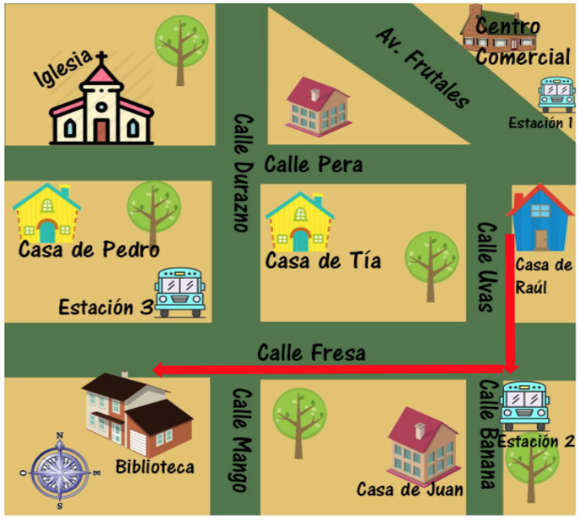 Iglesia
Av. Frutales
Centro
Comercial
Estación 1
Calle Durazno
Calle Pera
Casa de Pedro
Estación 3
Casa de Tía
Calle Uvas
Casa de
Raúl
Calle Fresa
Biblioteca
Calle Mango
Casa de Juan
Calle Banana
Estación 2
N
E
S
O